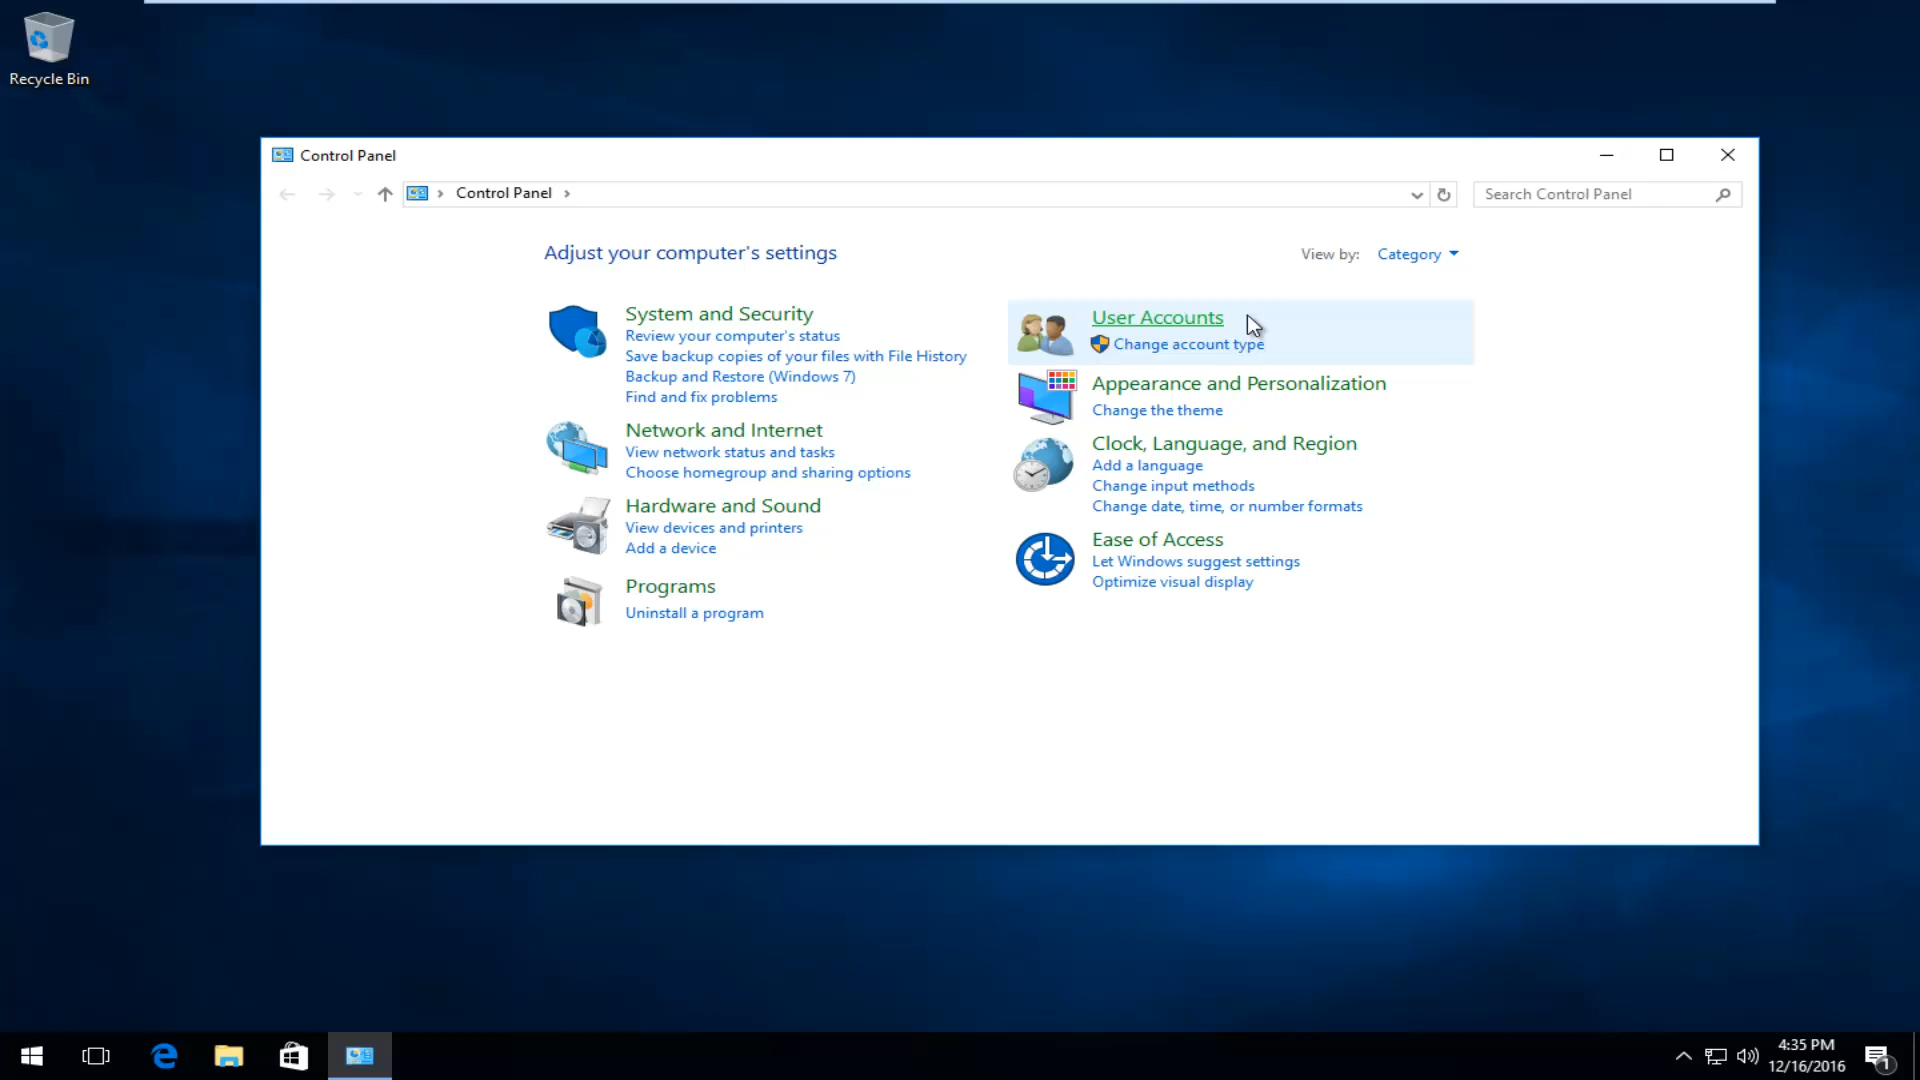 Recycle Bin
Control Panel
Control Panel
Search Control Panel
Adjust your computer's settings
View by: Category
System and Security
Review your computer's status
Save backup copies of your files with File History
Backup and Restore (Windows 7)
Find and fix problems
Network and Internet
View network status and tasks
Choose homegroup and sharing options
Hardware and Sound
View devices and printers
Add a device
Programs
Uninstall a program
User Accounts
Change account type
Appearance and Personalization
Change the theme
Clock, Language, and Region
Add a language
Change input methods
Change date, time, or number formats
Ease of Access
Let Windows suggest settings
Optimize visual display
4:35 PM
12/16/2016
1